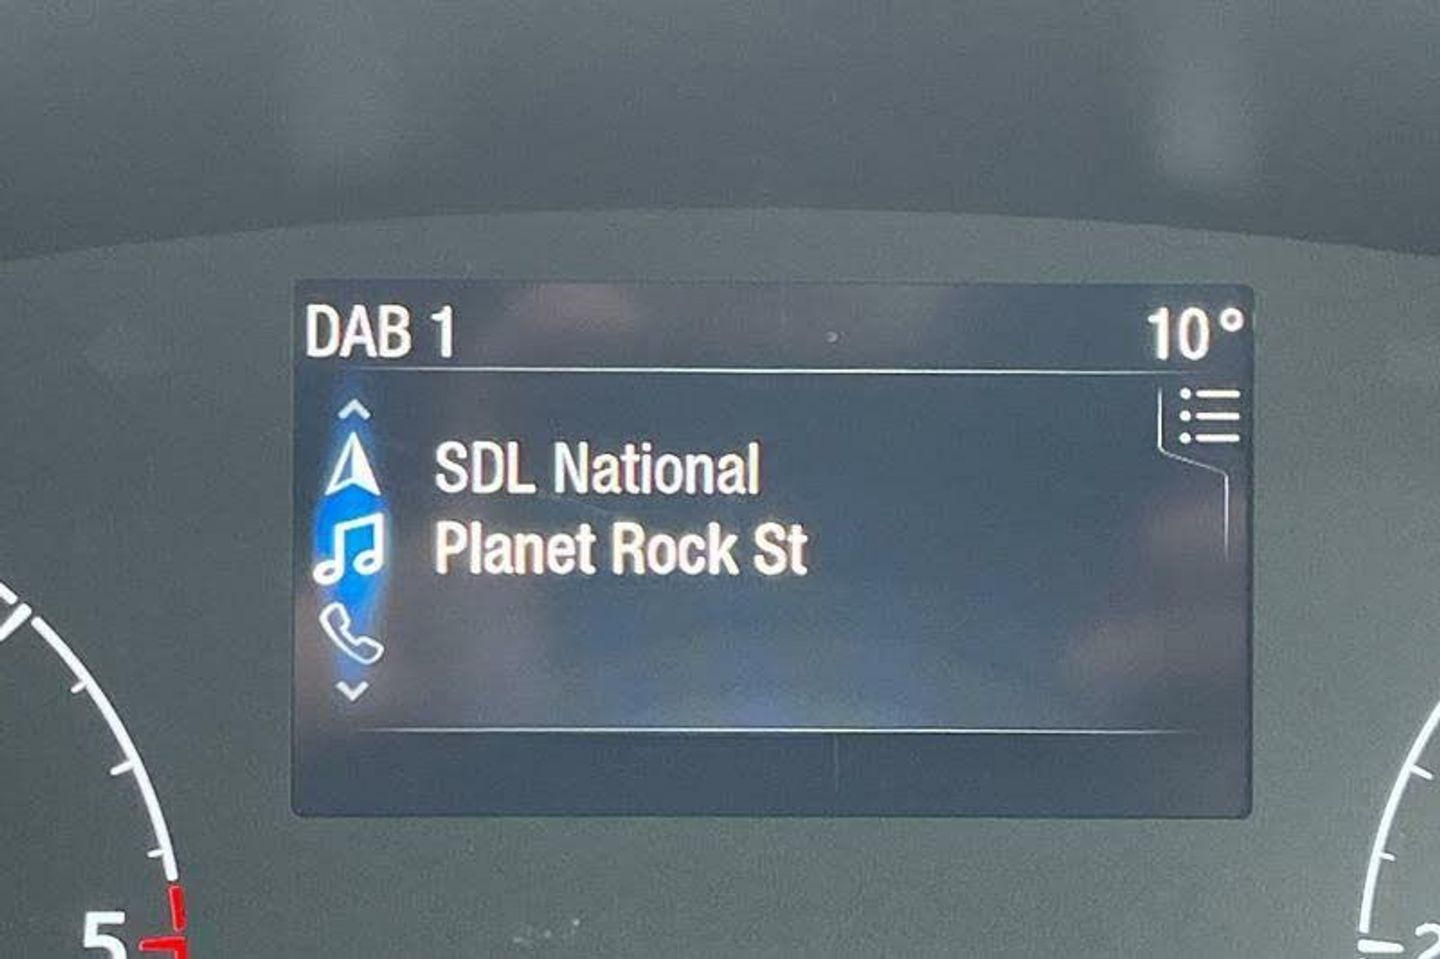 DAB 1
10°
SDL National
Planet Rock St
5